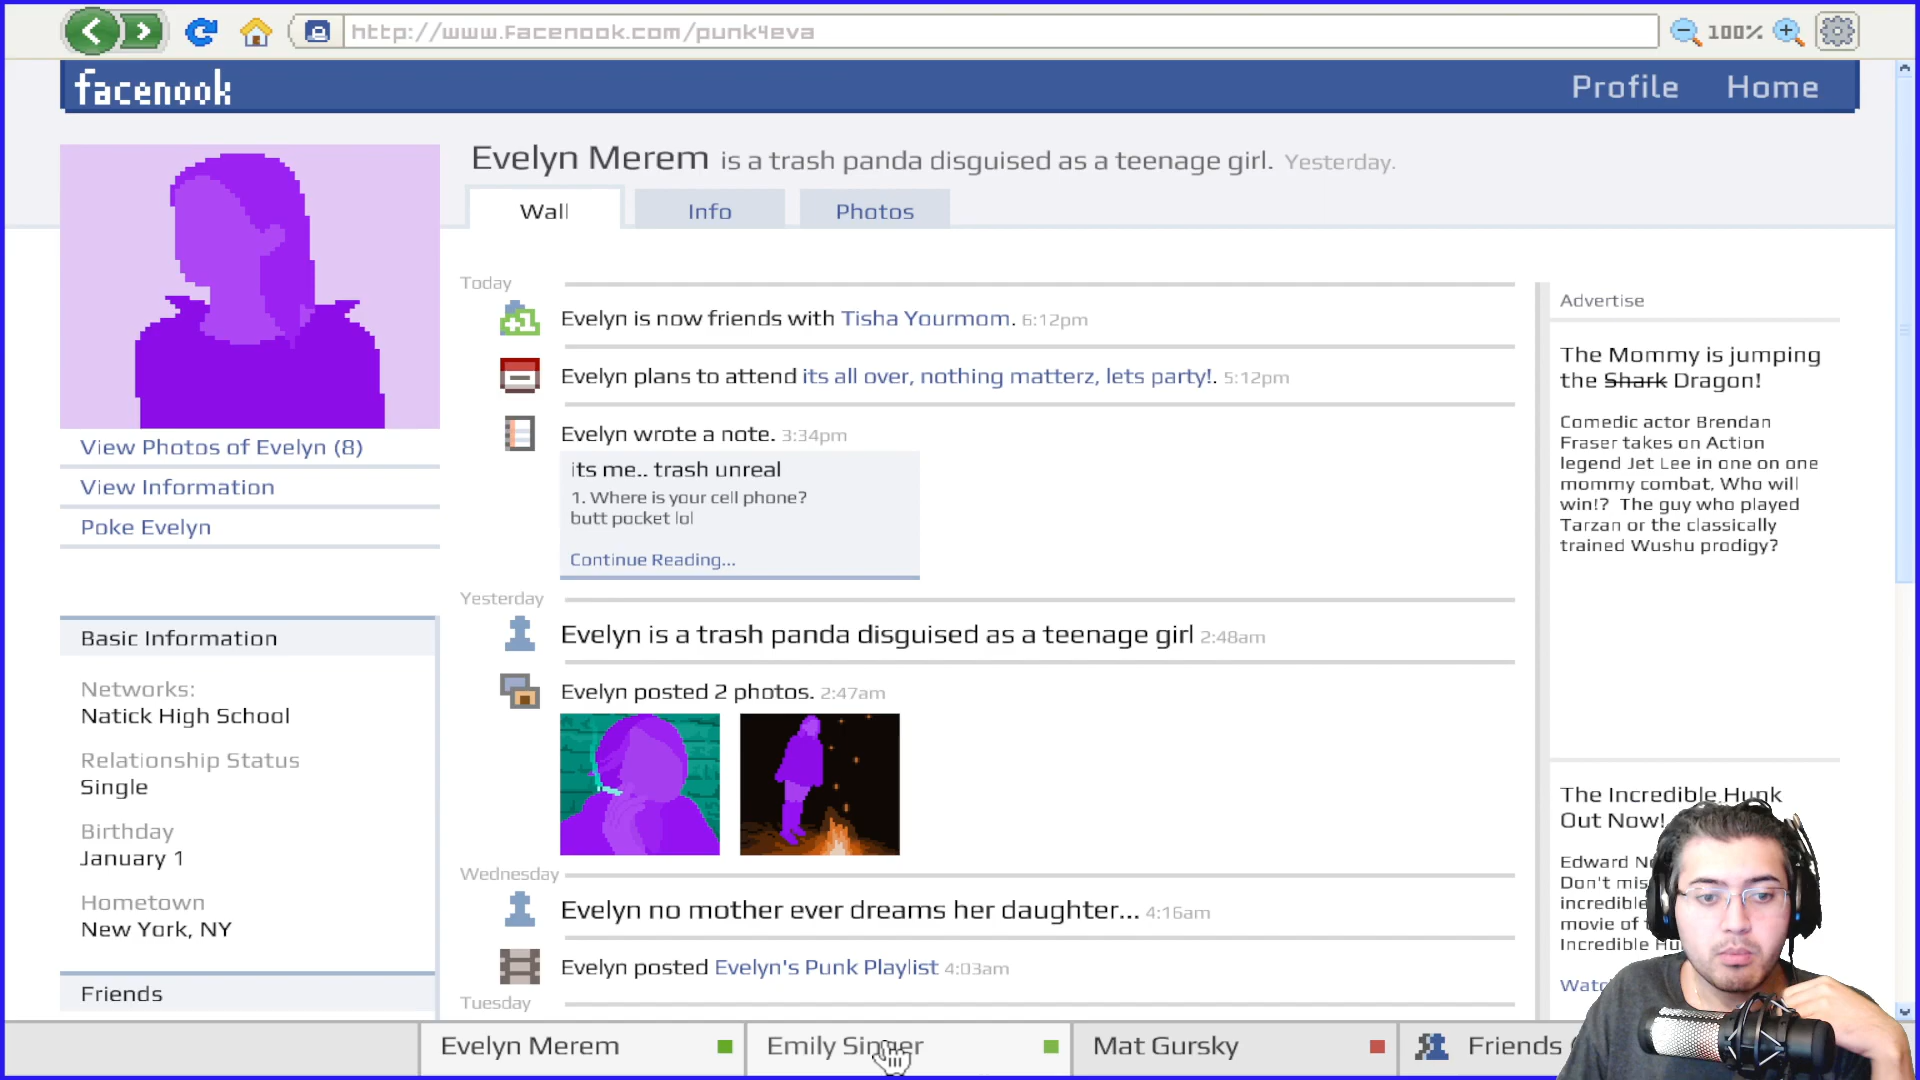 http://www.facenook.com/punk4eva
100%
facenook
Profile
Home
Evelyn Merem is a trash panda disguised as a teenage girl. Yesterday.
Wall
Info
Photos
View Photos of Evelyn (8)
View Information
Poke Evelyn
Basic Information
Networks:
Natick High School
Relationship Status
Single
Birthday
January 1
Hometown
New York, NY
Friends
Today
+1
Evelyn is now friends with Tisha Yourmom. 6:12pm
Evelyn plans to attend its all over, nothing matterz, lets party!. 5:12pm
Evelyn wrote a note. 3:34pm
its me.. trash unreal
1. Where is your cell phone?
butt pocket lol
Continue Reading...
Yesterday
Evelyn is a trash panda disguised as a teenage girl 2:48am
Evelyn posted 2 photos. 2:47am
Wednesday
Evelyn no mother ever dreams her daughter... 4:16am
Evelyn posted Evelyn's Punk Playlist 4:03am
Tuesday
Advertise
The Mommy is jumping
the Shark Dragon!
Comedic actor Brendan
Fraser takes on Action
legend Jet Lee in one on one
mommy combat, Who will
win!? The guy who played
Tarzan or the classically
trained Wushu prodigy?
The Incredible Hunk
Out Now!
Edward
Don't
incredible
movie of
Incredible
Evelyn Merem
Emily
Mat Gursky
Friends